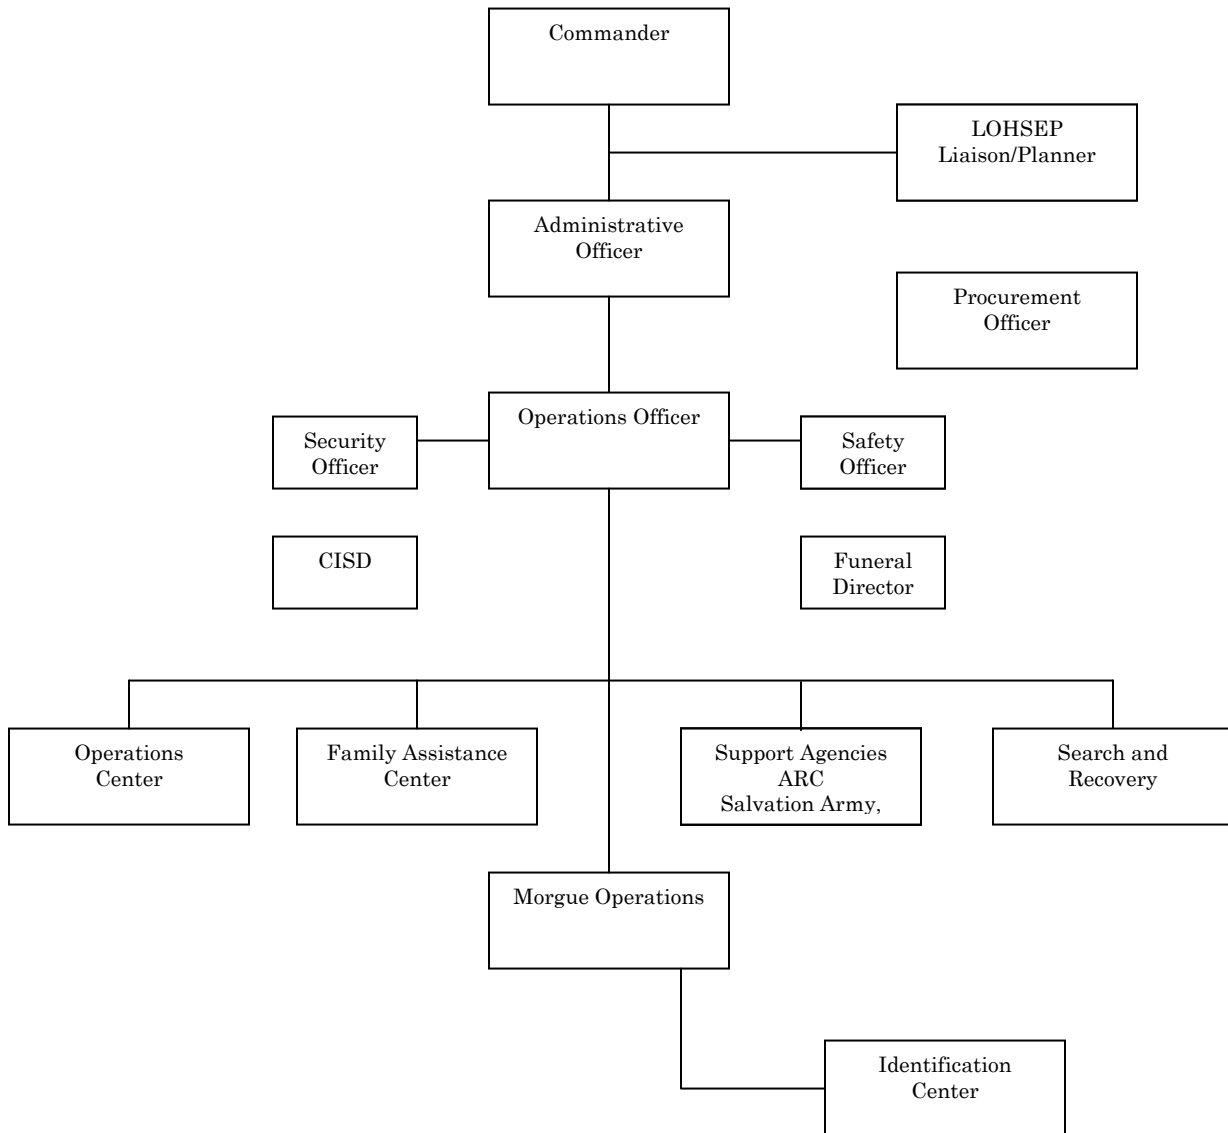 Commander
LOHSEP
Liaison/Planner
Administrative
Officer
Procurement
Officer
Operations Officer
Security
Officer
Safety
Officer
CISD
Funeral
Director
Operations
Center
Family Assistance
Center
Support Agencies
ARC
Salvation Army,
Search and
Recovery
Morgue Operations
Identification
Center